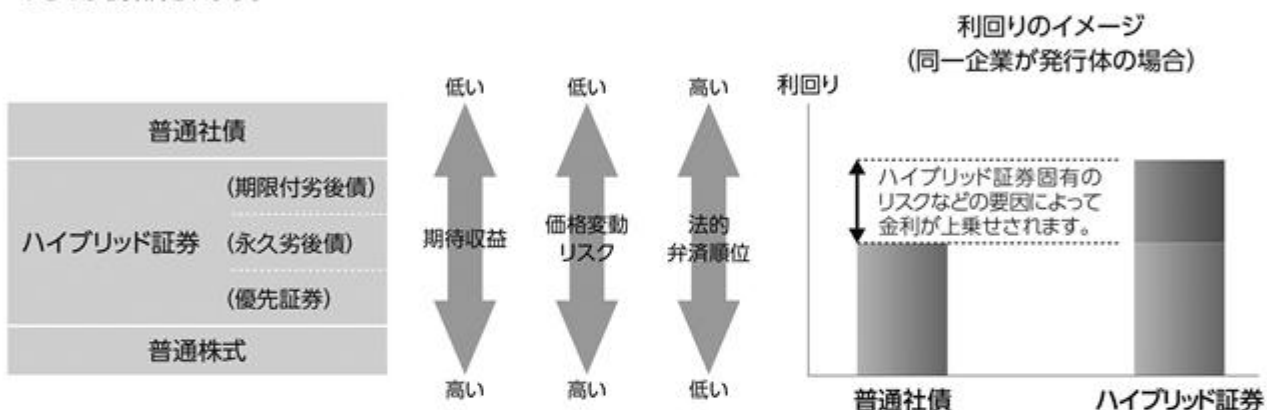 利回りのイメージ
(同一企業が発行体の場合)
普通社債
ハイブリッド証券
(期限付劣後債)
(永久劣後債)
(優先証券)
普通株式
低い
期待収益
高い
低い
価格変動
リスク
高い
高い
法的
弁済順位
低い
利回り
ハイブリッド証券固有の
リスクなどの要因によって
金利が上乗せされます。
普通社債
ハイブリッド証券